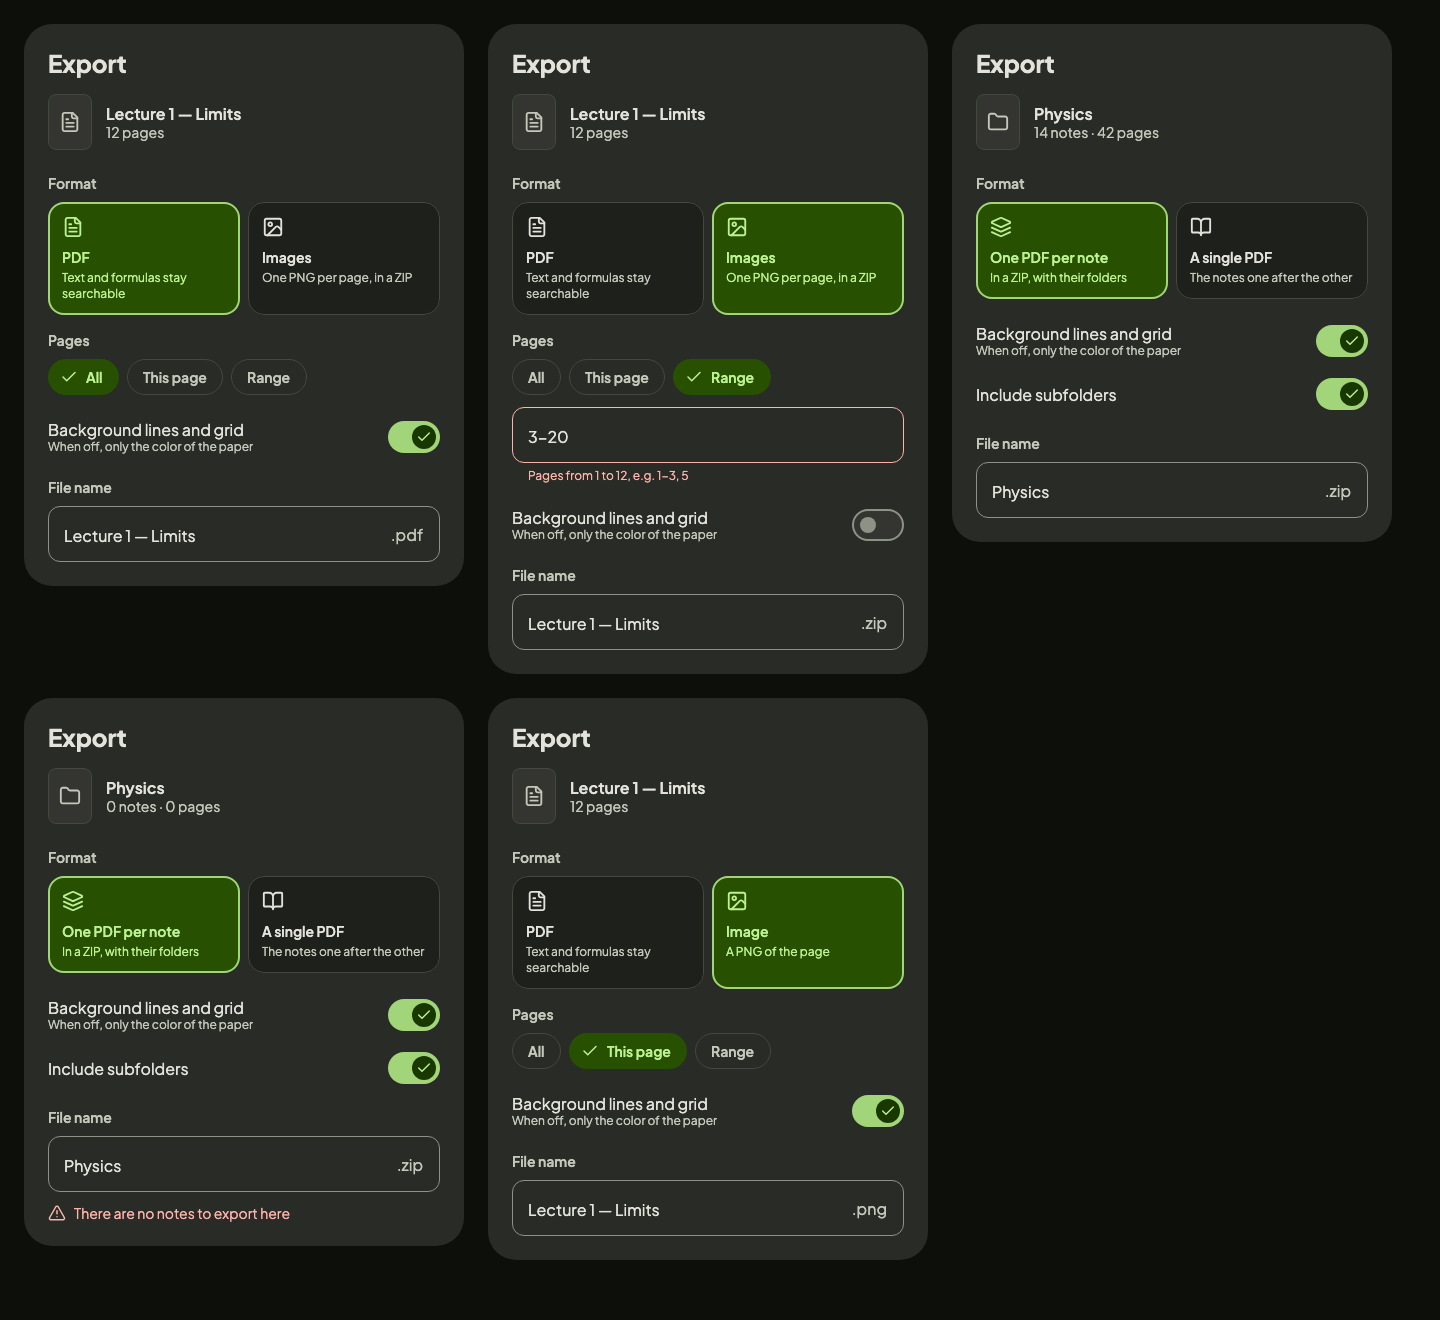 Export
Lecture 1 — Limits
12 pages
Format
PDF
Text and formulas stay
searchable
Images
One PNG per page, in a ZIP
Pages
All
This page
Range
Background lines and grid
When off, only the color of the paper
File name
Lecture 1 — Limits
.pdf
Export
Lecture 1 — Limits
12 pages
Format
PDF
Text and formulas stay
searchable
Images
One PNG per page, in a ZIP
Pages
All
This page
Range
3–20
Pages from 1 to 12, e.g. 1–3, 5
Background lines and grid
When off, only the color of the paper
File name
Lecture 1 — Limits
.zip
Export
Physics
14 notes · 42 pages
Format
One PDF per note
In a ZIP, with their folders
A single PDF
The notes one after the other
Background lines and grid
When off, only the color of the paper
Include subfolders
File name
Physics
.zip
Export
Physics
0 notes · 0 pages
Format
One PDF per note
In a ZIP, with their folders
A single PDF
The notes one after the other
Background lines and grid
When off, only the color of the paper
Include subfolders
File name
Physics
.zip
There are no notes to export here
Export
Lecture 1 — Limits
12 pages
Format
PDF
Text and formulas stay
searchable
Image
A PNG of the page
Pages
All
This page
Range
Background lines and grid
When off, only the color of the paper
File name
Lecture 1 — Limits
.png